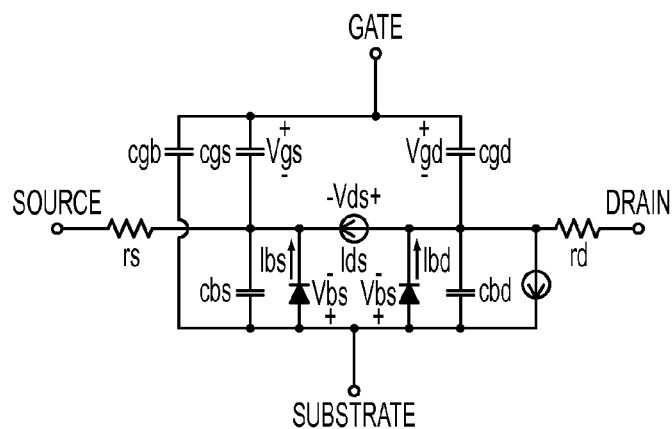 GATE
cgb cgs + Vgs - + Vgd - cgd
SOURCE -Vds+ DRAIN
rs Ibs Ids Ibd rd
cbs - Vbs + - Vbs + cbd
SUBSTRATE